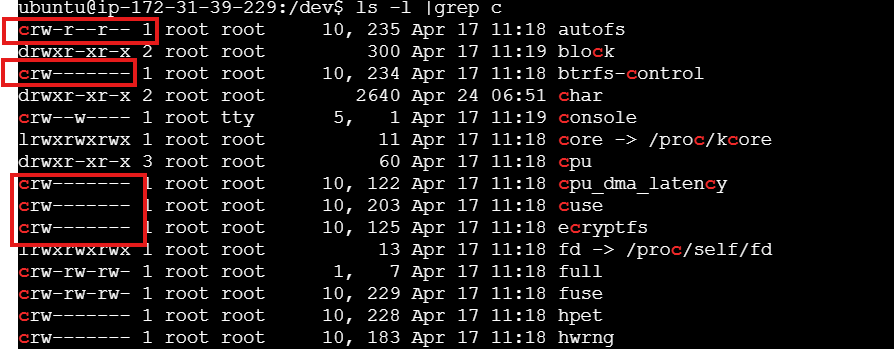 ubuntu@ip-172-31-39-229:/dev$ ls -l |grep c
crw-r--r-- 1 root root      10, 235 Apr 17 11:18 autofs
drwxr-xr-x 2 root root          300 Apr 17 11:19 block
crw------- 1 root root      10, 234 Apr 17 11:18 btrfs-control
drwxr-xr-x 2 root root         2640 Apr 24 06:51 char
crw--w---- 1 root tty        5,   1 Apr 17 11:19 console
lrwxrwxrwx 1 root root           11 Apr 17 11:18 core -> /proc/kcore
drwxr-xr-x 3 root root           60 Apr 17 11:18 cpu
crw------- 1 root root      10, 122 Apr 17 11:18 cpu_dma_latency
crw------- 1 root root      10, 203 Apr 17 11:18 cuse
crw------- 1 root root      10, 125 Apr 17 11:18 ecryptfs
lrwxrwxrwx 1 root root           13 Apr 17 11:18 fd -> /proc/self/fd
crw-rw-rw- 1 root root       1,   7 Apr 17 11:18 full
crw-rw-rw- 1 root root      10, 229 Apr 17 11:18 fuse
crw------- 1 root root      10, 228 Apr 17 11:18 hpet
crw------- 1 root root      10, 183 Apr 17 11:18 hwrng